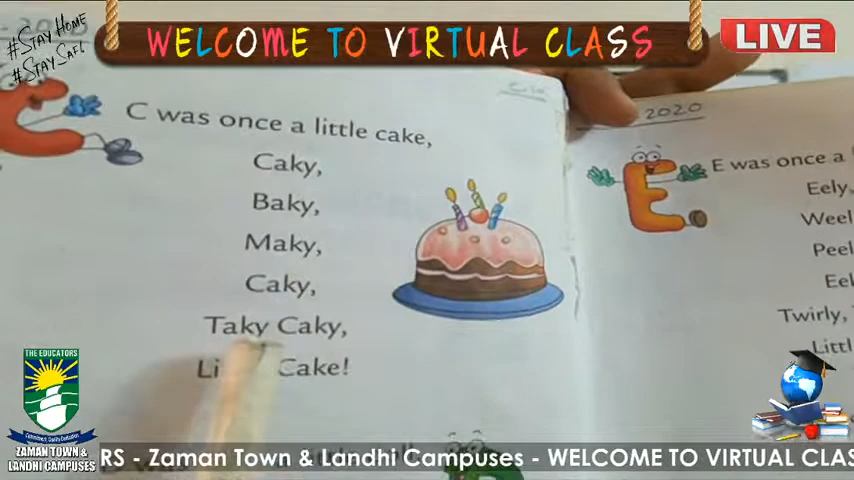 #STAY HOME
#STAY SAFE
WELCOME TO VIRTUAL CLASS
LIVE
2020
C was once a little cake,
Caky,
Baky,
Maky,
Caky,
Taky Caky,
Li Cake!
E was once a
Eely,
Weel
Peel
Eel
Twirly,
Littl
THE EDUCATORS
ZAMAN TOWN &
LANDHI CAMPUSES
RS - Zaman Town & Landhi Campuses - WELCOME TO VIRTUAL CLAS